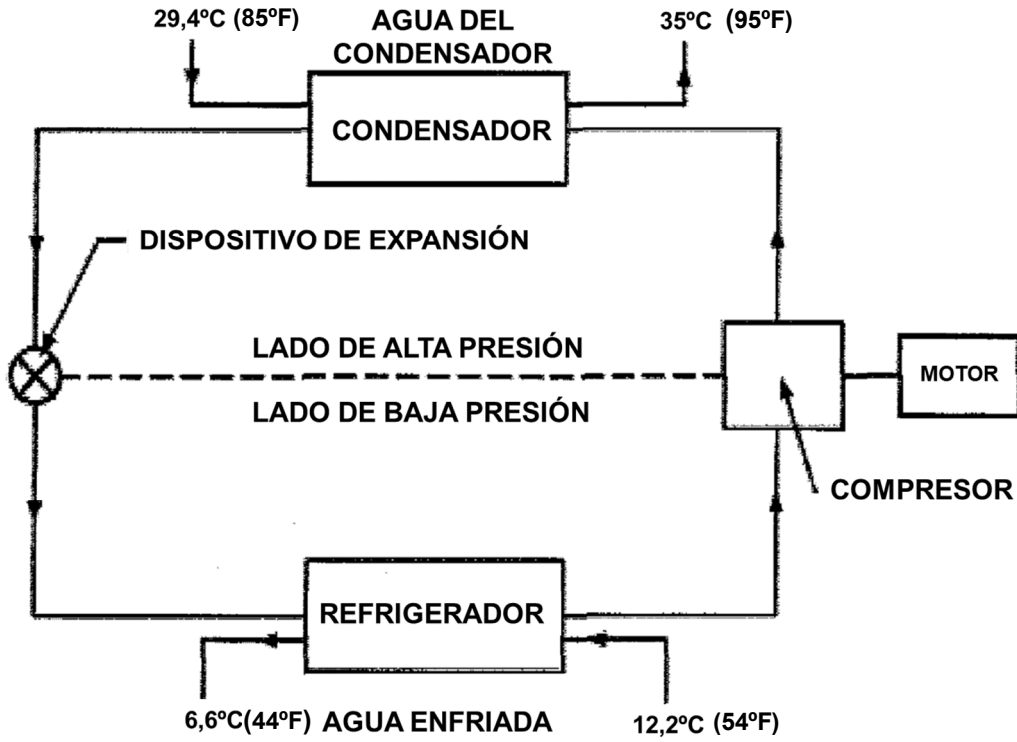 29,4ºC (85ºF)
AGUA DEL
CONDENSADOR
35ºC (95ºF)
CONDENSADOR
DISPOSITIVO DE EXPANSIÓN
LADO DE ALTA PRESIÓN
LADO DE BAJA PRESIÓN
MOTOR
COMPRESOR
REFRIGERADOR
6,6ºC(44ºF)
AGUA ENFRIADA
12,2ºC (54ºF)